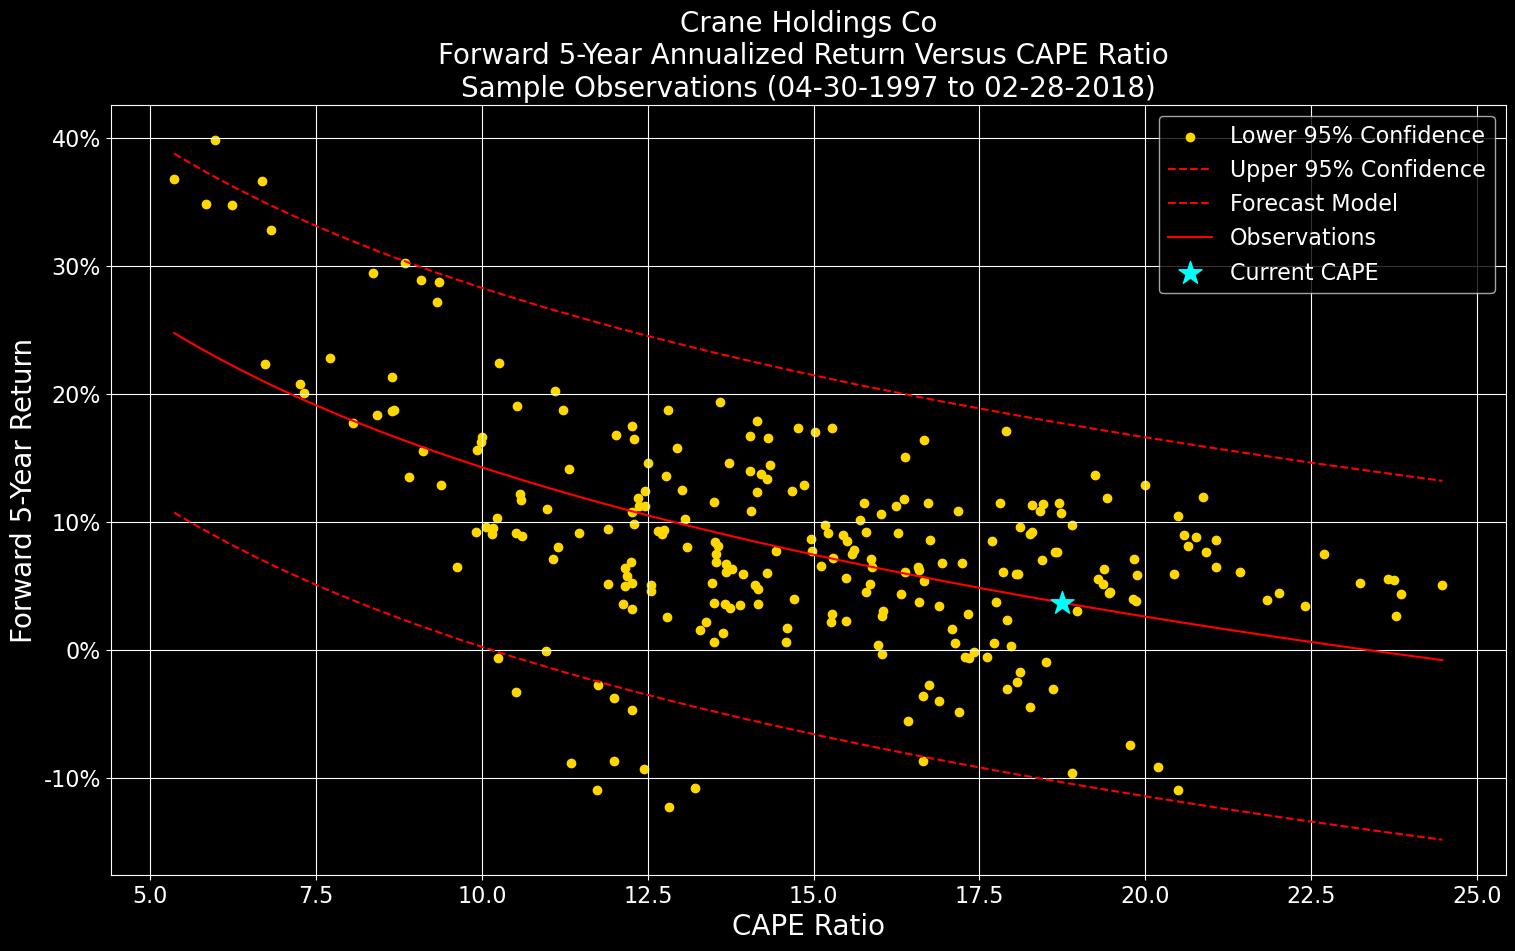 Crane Holdings Co
Forward 5-Year Annualized Return Versus CAPE Ratio
Sample Observations (04-30-1997 to 02-28-2018)
Lower 95% Confidence
Upper 95% Confidence
Forecast Model
Observations
Current CAPE
Forward 5-Year Return
40%
30%
20%
10%
0%
-10%
5.0
7.5
10.0
12.5
15.0
17.5
20.0
22.5
25.0
CAPE Ratio